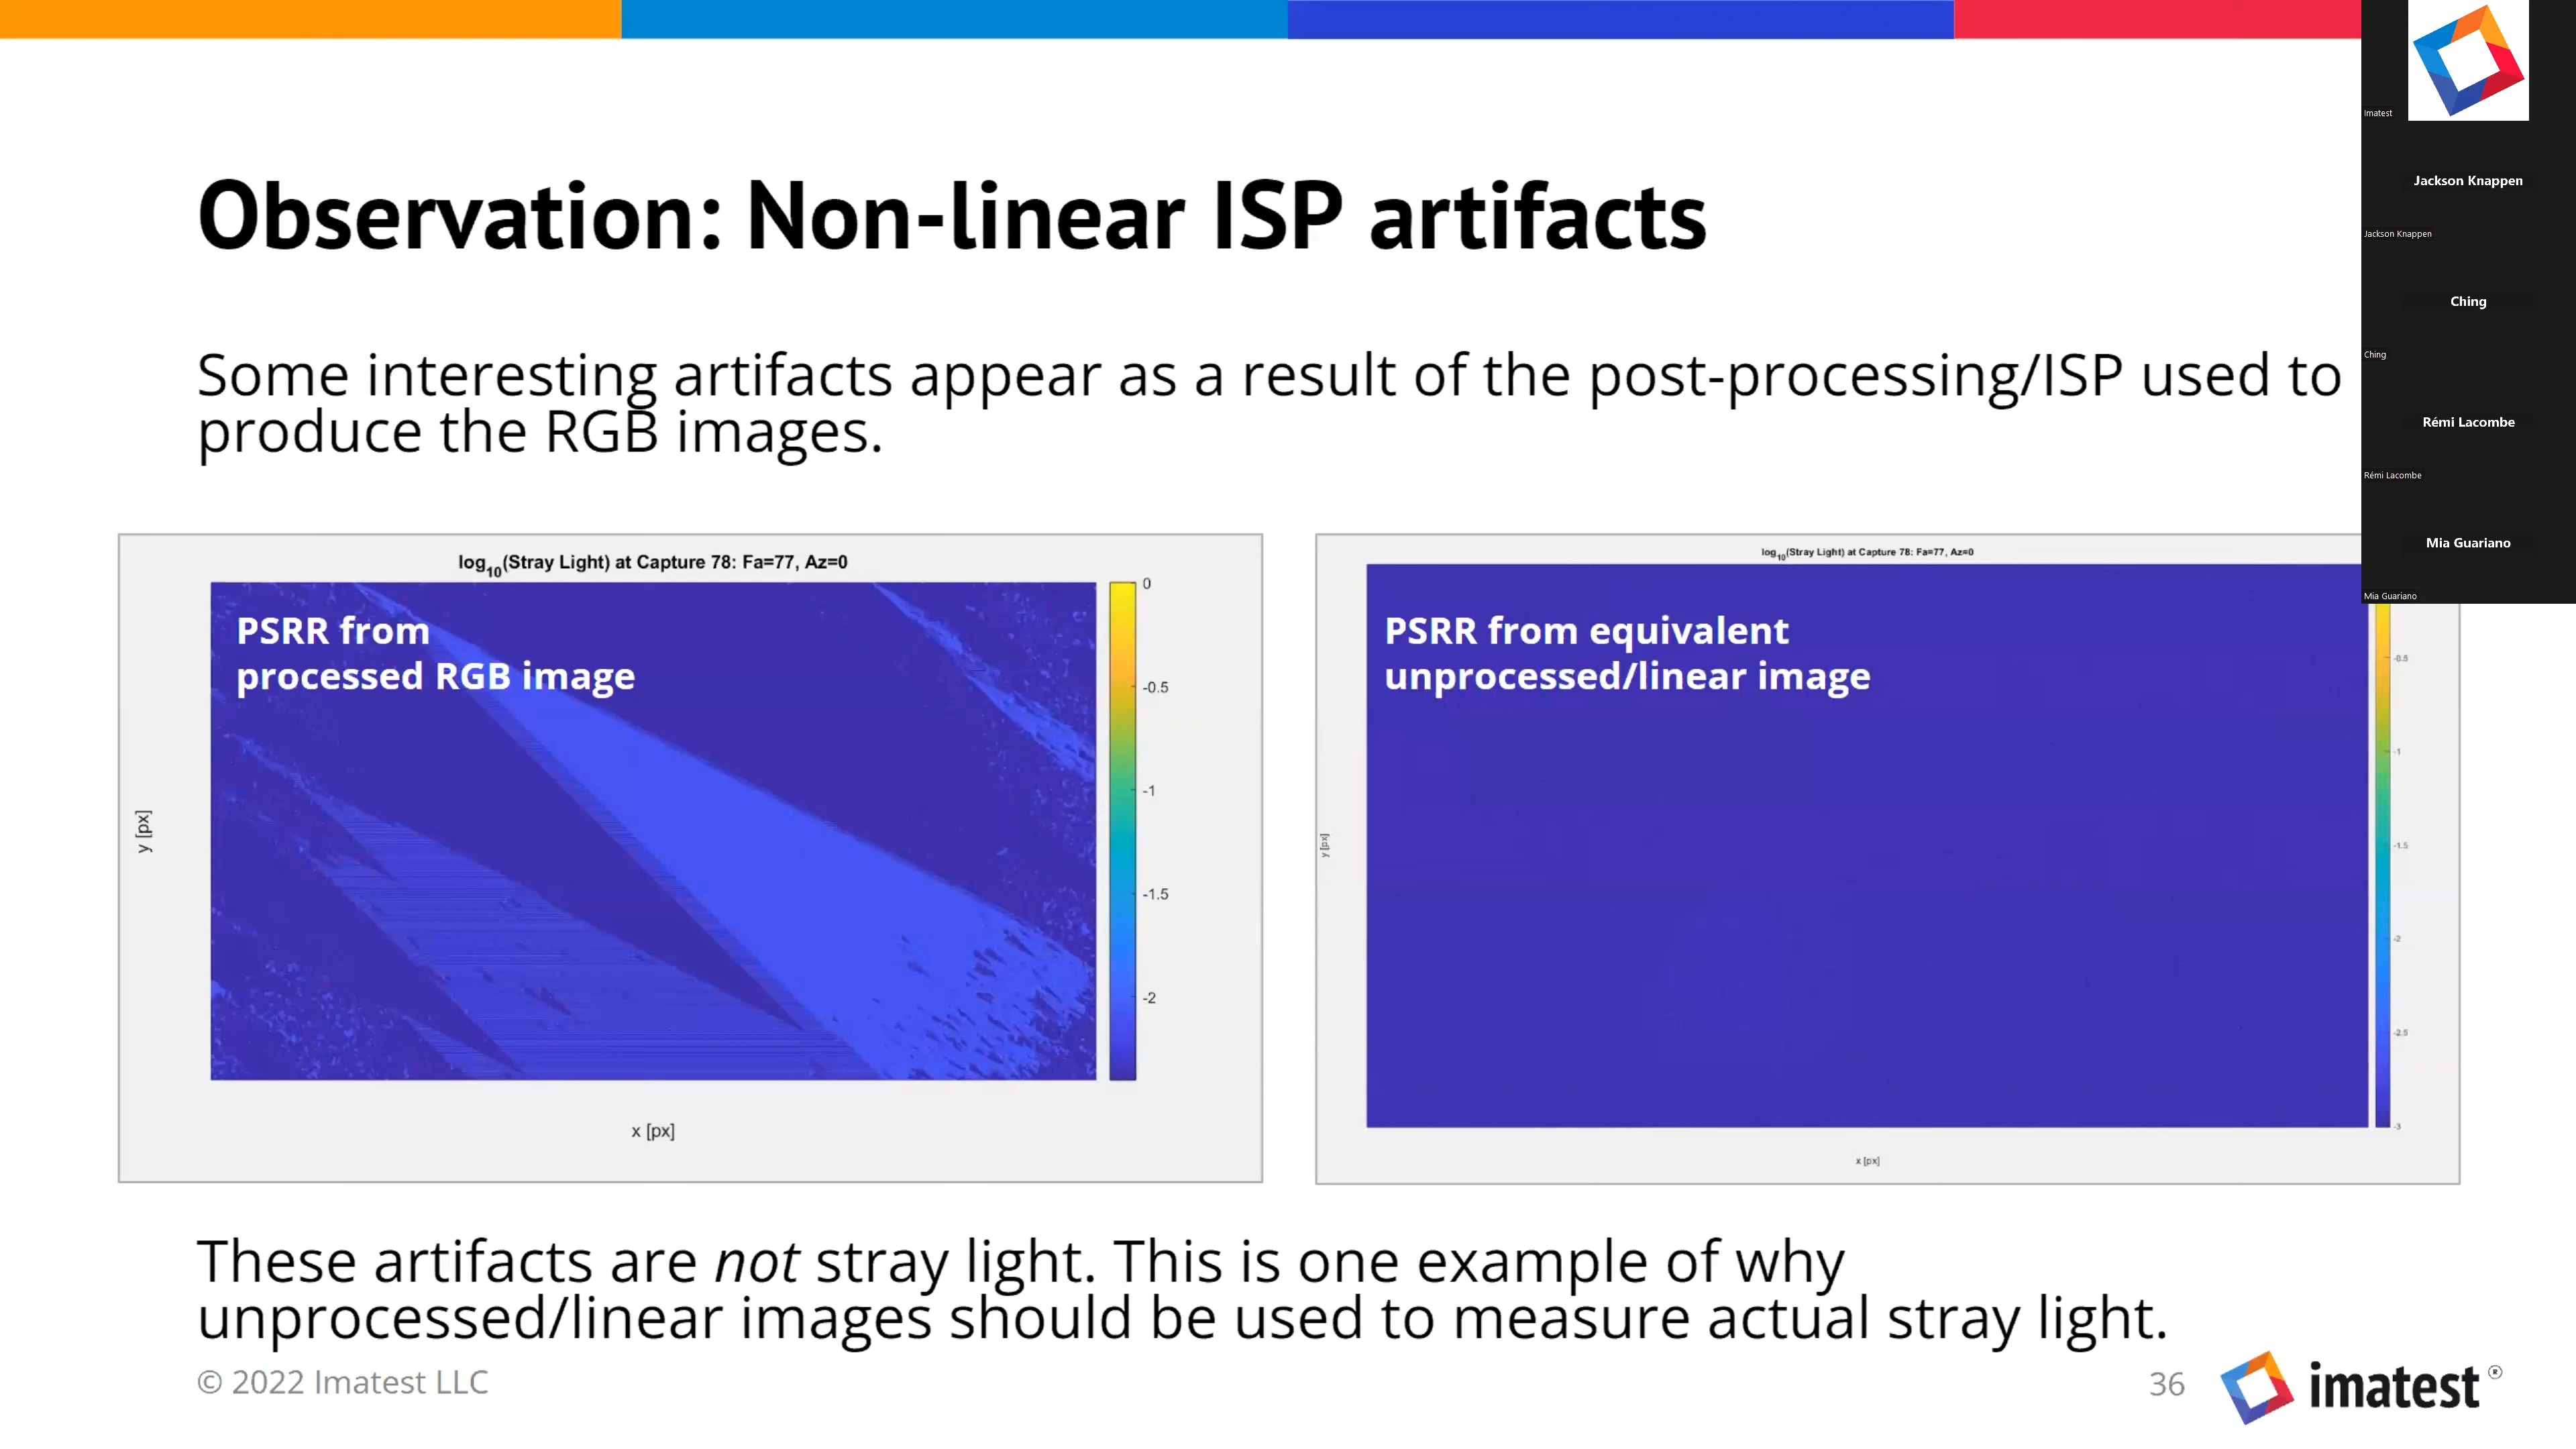 Observation: Non-linear ISP artifacts
Some interesting artifacts appear as a result of the post-processing/ISP used to
produce the RGB images.
log10(Stray Light) at Capture 78: Fa=77, Az=0
PSRR from
processed RGB image
y [px]
x [px]
0
-0.5
-1
-1.5
-2
log10(Stray Light) at Capture 78: Fa=77, Az=0
PSRR from equivalent
unprocessed/linear image
y [px]
x [px]
-0.5
-1
-1.5
-2
-2.5
-3
These artifacts are not stray light. This is one example of why
unprocessed/linear images should be used to measure actual stray light.
© 2022 Imatest LLC
36
imatest®
Imatest
Jackson Knappen
Jackson Knappen
Ching
Ching
Rémi Lacombe
Rémi Lacombe
Mia Guariano
Mia Guariano